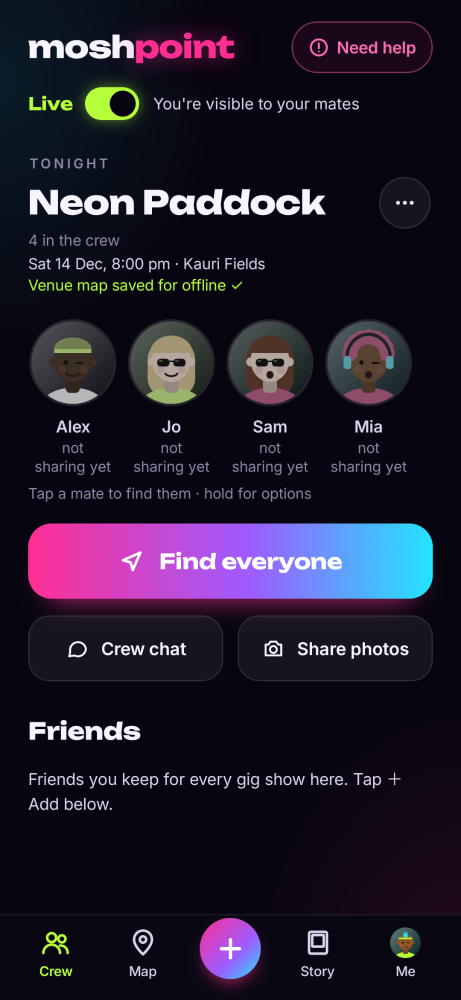 moshpoint
Need help
Live
You're visible to your mates
TONIGHT
Neon Paddock
4 in the crew
Sat 14 Dec, 8:00 pm · Kauri Fields
Venue map saved for offline ✓
Alex
not
sharing yet
Jo
not
sharing yet
Sam
not
sharing yet
Mia
not
sharing yet
Tap a mate to find them · hold for options
Find everyone
Crew chat
Share photos
Friends
Friends you keep for every gig show here. Tap +
Add below.
Crew
Map
Story
Me